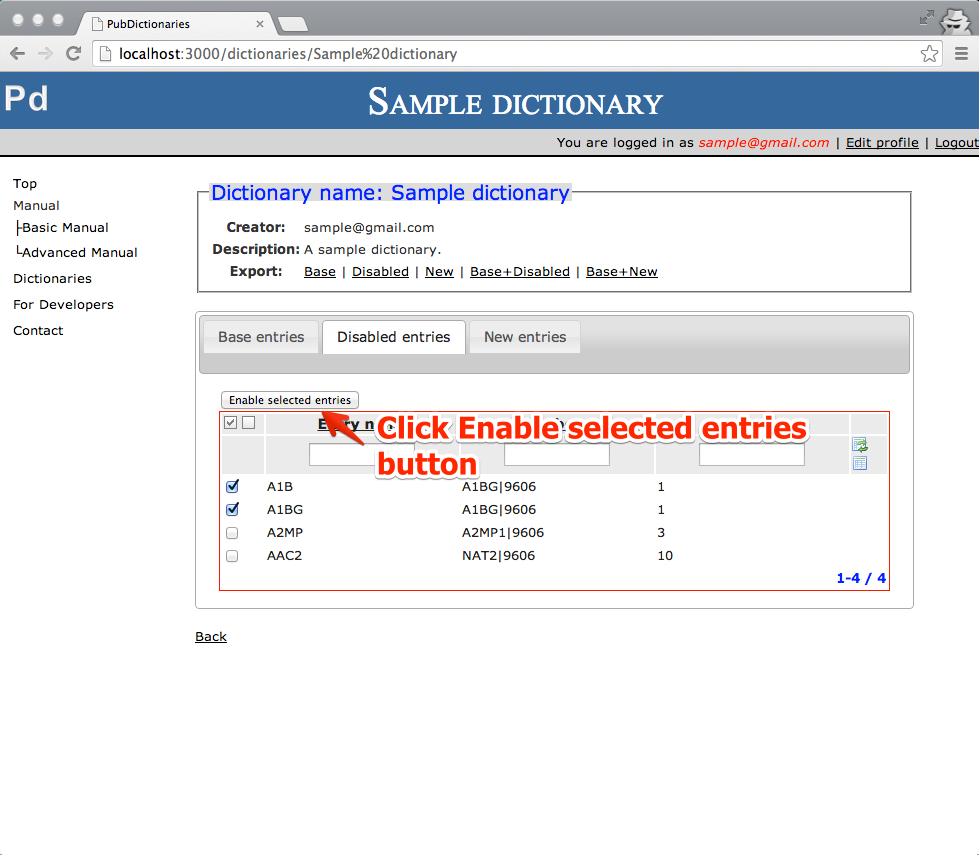 PubDictionaries
localhost:3000/dictionaries/Sample%20dictionary
Pd
SAMPLE DICTIONARY
You are logged in as sample@gmail.com | Edit profile | Logout
Top
Manual
├Basic Manual
└Advanced Manual
Dictionaries
For Developers
Contact
Dictionary name: Sample dictionary
Creator: sample@gmail.com
Description: A sample dictionary.
Export: Base | Disabled | New | Base+Disabled | Base+New
Base entries Disabled entries New entries
Enable selected entries
Click Enable selected entries
button
A1B A1BG|9606 1
A1BG A1BG|9606 1
A2MP A2MP1|9606 3
AAC2 NAT2|9606 10
1-4 / 4
Back